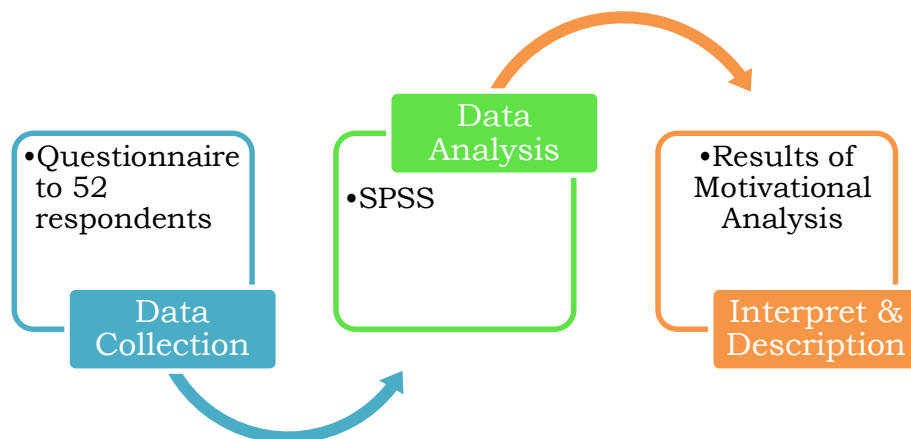 •Questionnaire
to 52
respondents
Data
Collection
Data
Analysis
•SPSS
•Results of
Motivational
Analysis
Interpret &
Description